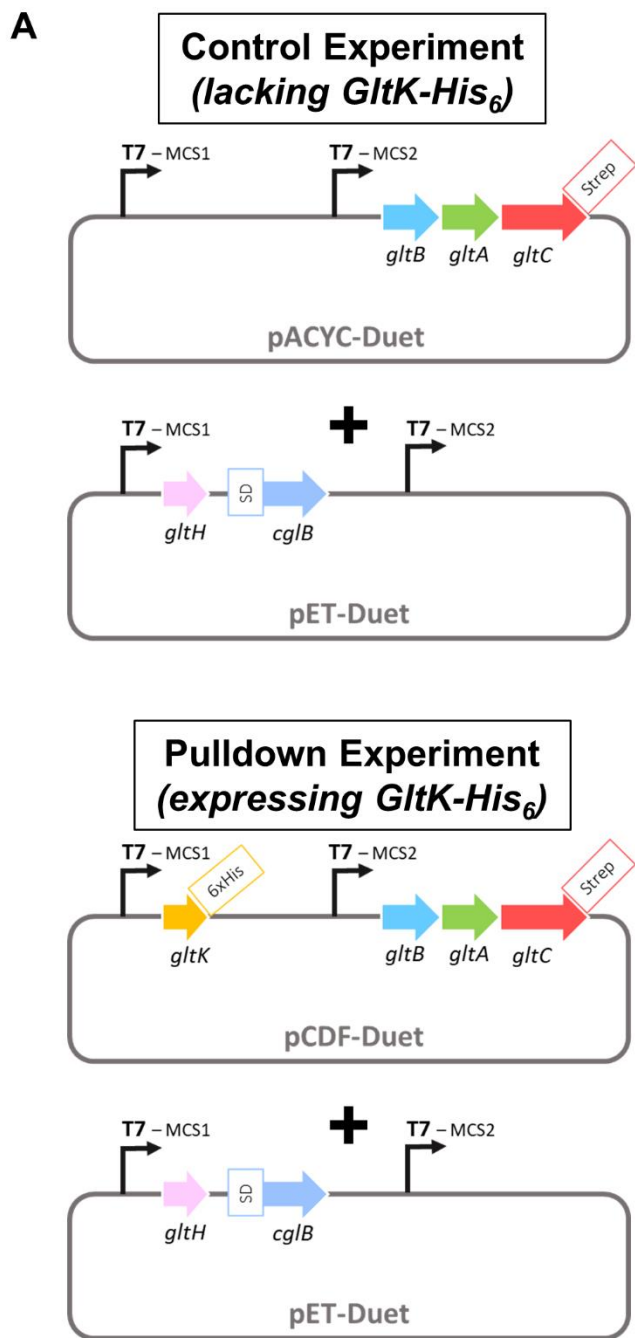 A
Control Experiment
(lacking GltK-His6)
T7 – MCS1
T7 – MCS2
Strep
gltB
gltA
gltC
pACYC-Duet
+
T7 – MCS1
T7 – MCS2
SD
gltH
cglB
pET-Duet
Pulldown Experiment
(expressing GltK-His6)
T7 – MCS1
T7 – MCS2
6xHis
Strep
gltK
gltB
gltA
gltC
pCDF-Duet
+
T7 – MCS1
T7 – MCS2
SD
gltH
cglB
pET-Duet